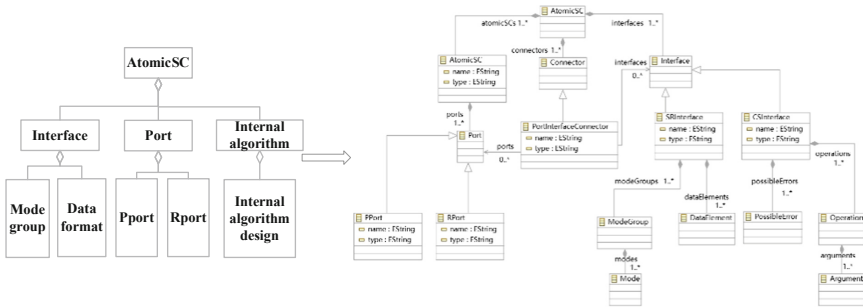 AtomicSC
Interface
Port
Internal
algorithm
Mode
group
Data
format
Pport
Rport
Internal
algorithm
design
AtomicSC
atomicSCs 1..*
interfaces 1..*
connectors 1..*
AtomicSC
name : EString
type : EString
Connector
interfaces
0..*
Interface
ports
1..*
Port
ports
0..*
PortInterfaceConnector
name : EString
type : EString
SRInterface
name : EString
type : EString
CSInterface
name : EString
type : EString
operations
1..*
modeGroups 1..*
dataElements
1..*
possibleErrors
1..*
PPort
name : EString
type : EString
RPort
name : EString
type : EString
ModeGroup
DataElement
PossibleError
Operation
modes
1..*
arguments
1..*
Mode
Argument